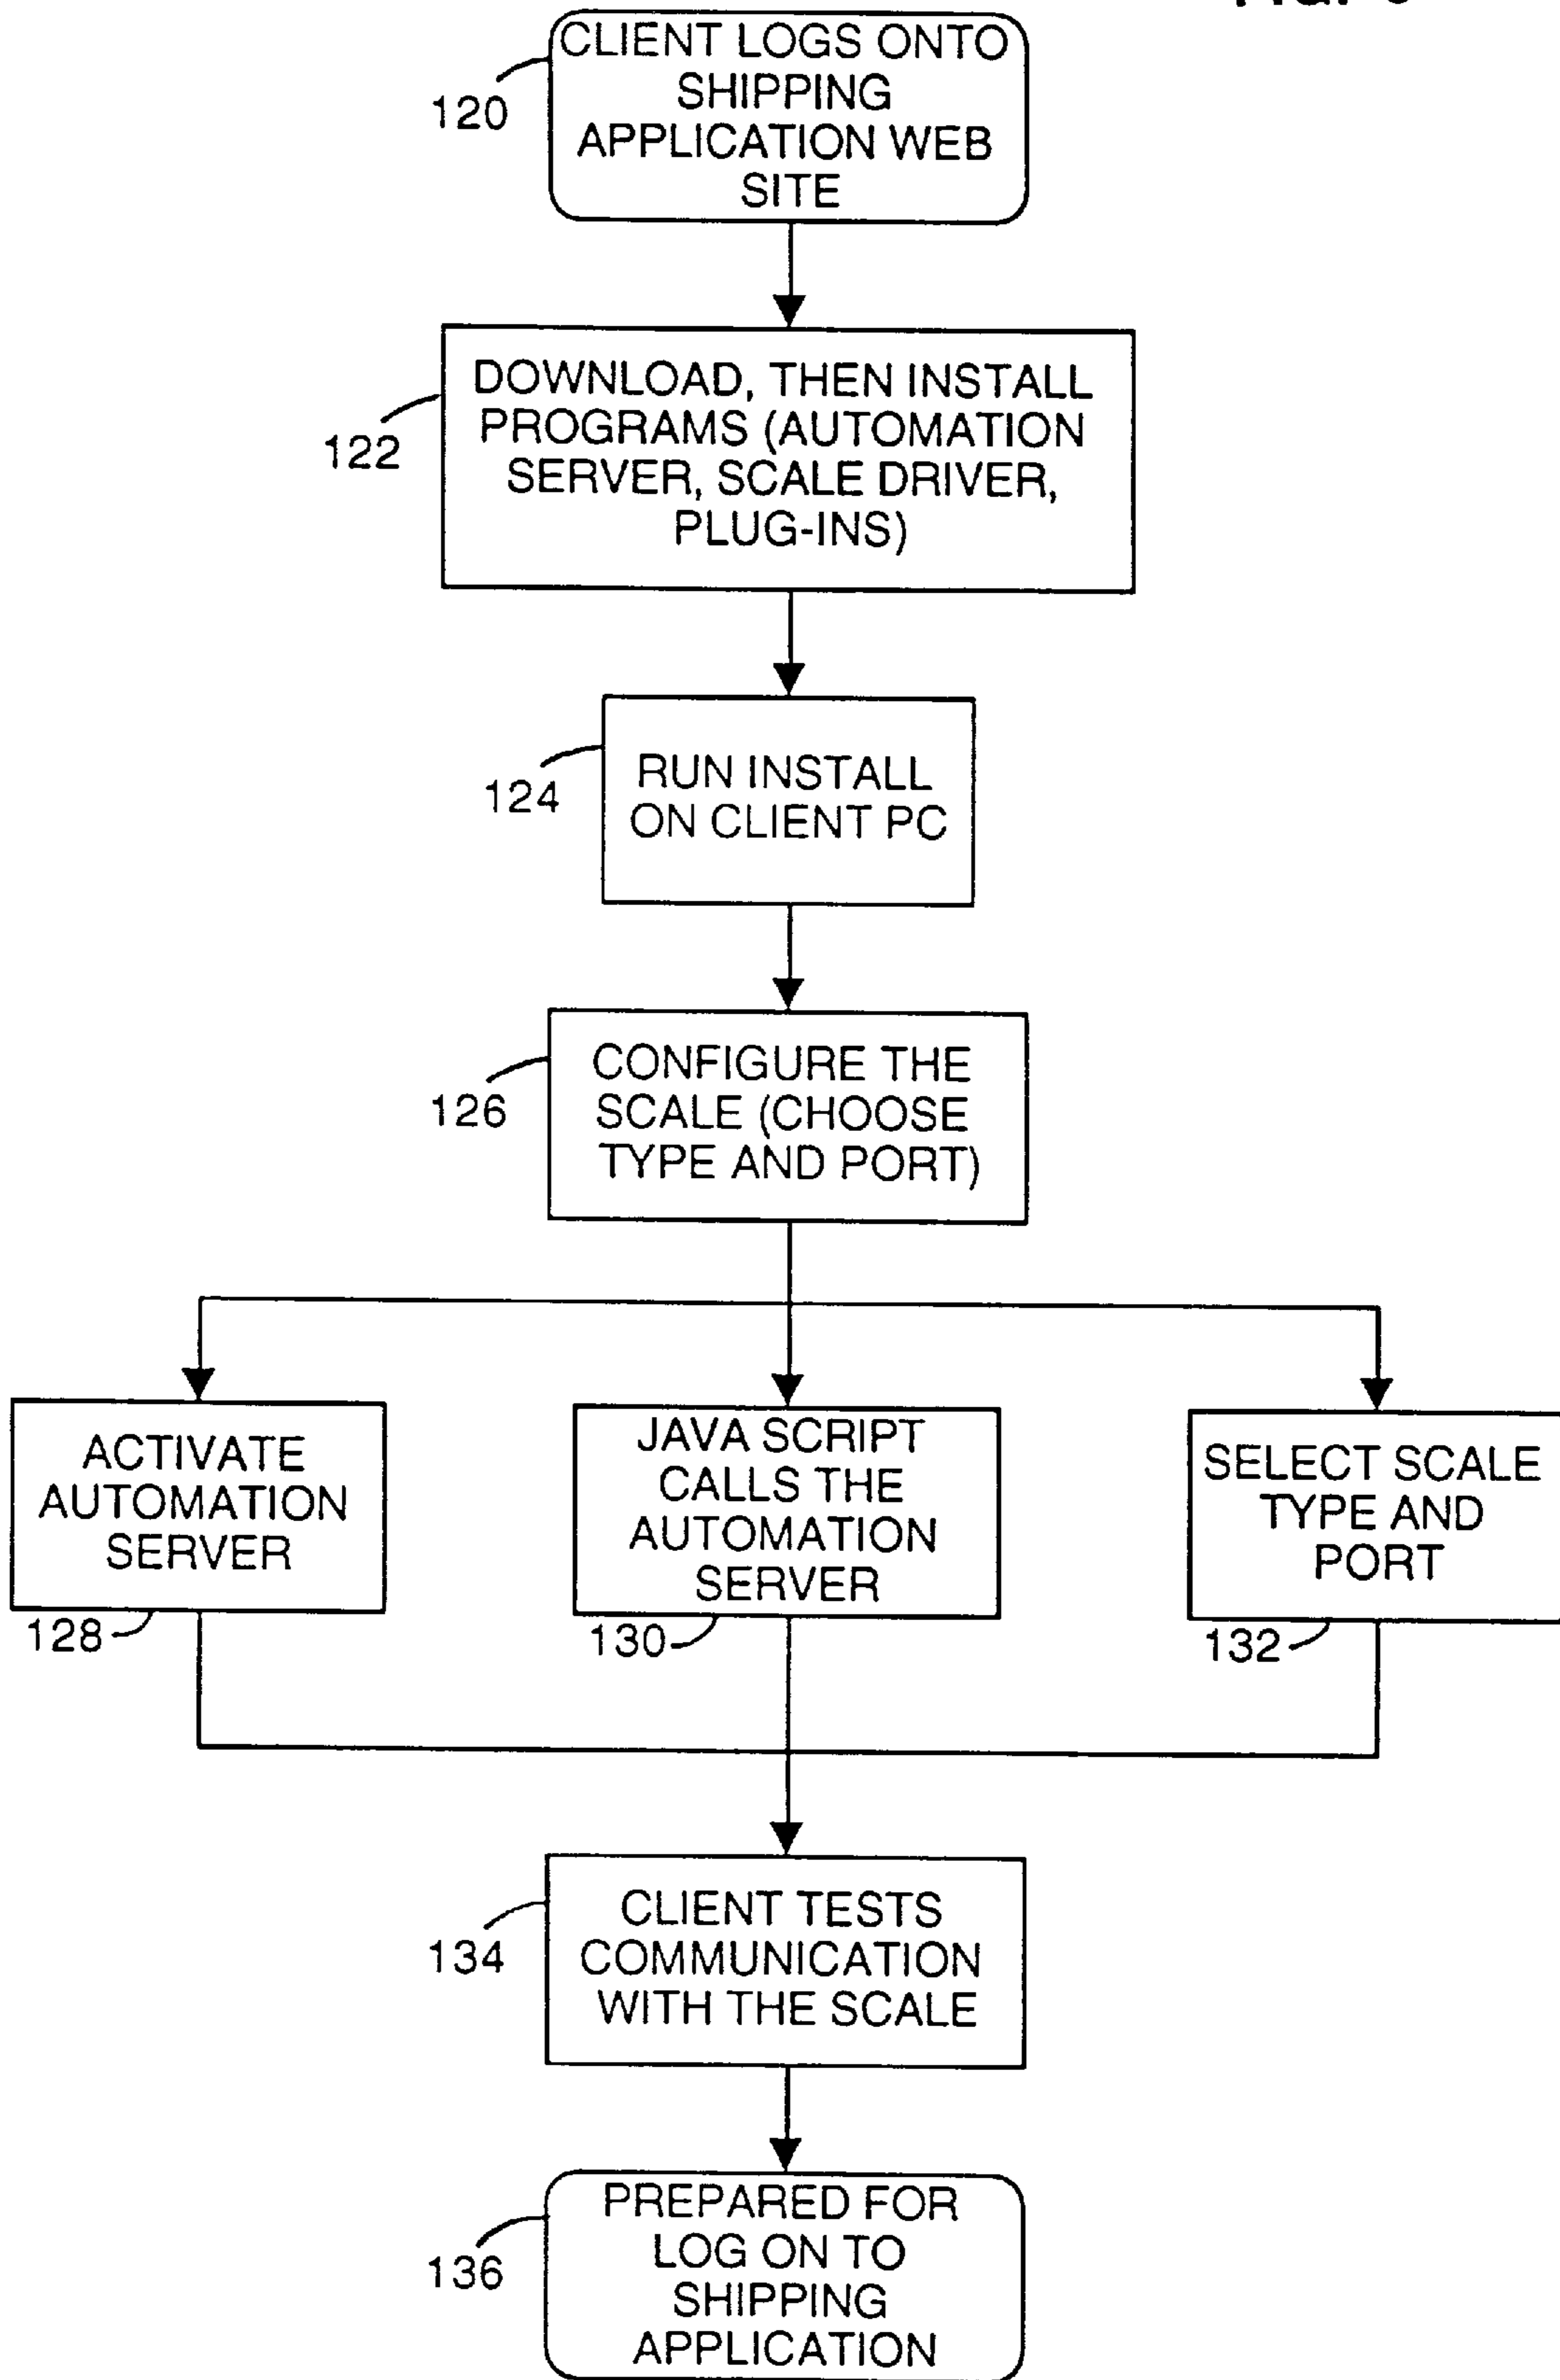 CLIENT LOGS ONTO
SHIPPING
APPLICATION WEB
SITE
120
DOWNLOAD, THEN INSTALL
PROGRAMS (AUTOMATION
SERVER, SCALE DRIVER,
PLUG-INS)
122
RUN INSTALL
ON CLIENT PC
124
CONFIGURE THE
SCALE (CHOOSE
TYPE AND PORT)
126
ACTIVATE
AUTOMATION
SERVER
128
JAVA SCRIPT
CALLS THE
AUTOMATION
SERVER
130
SELECT SCALE
TYPE AND
PORT
132
CLIENT TESTS
COMMUNICATION
WITH THE SCALE
134
PREPARED FOR
LOG ON TO
SHIPPING
APPLICATION
136